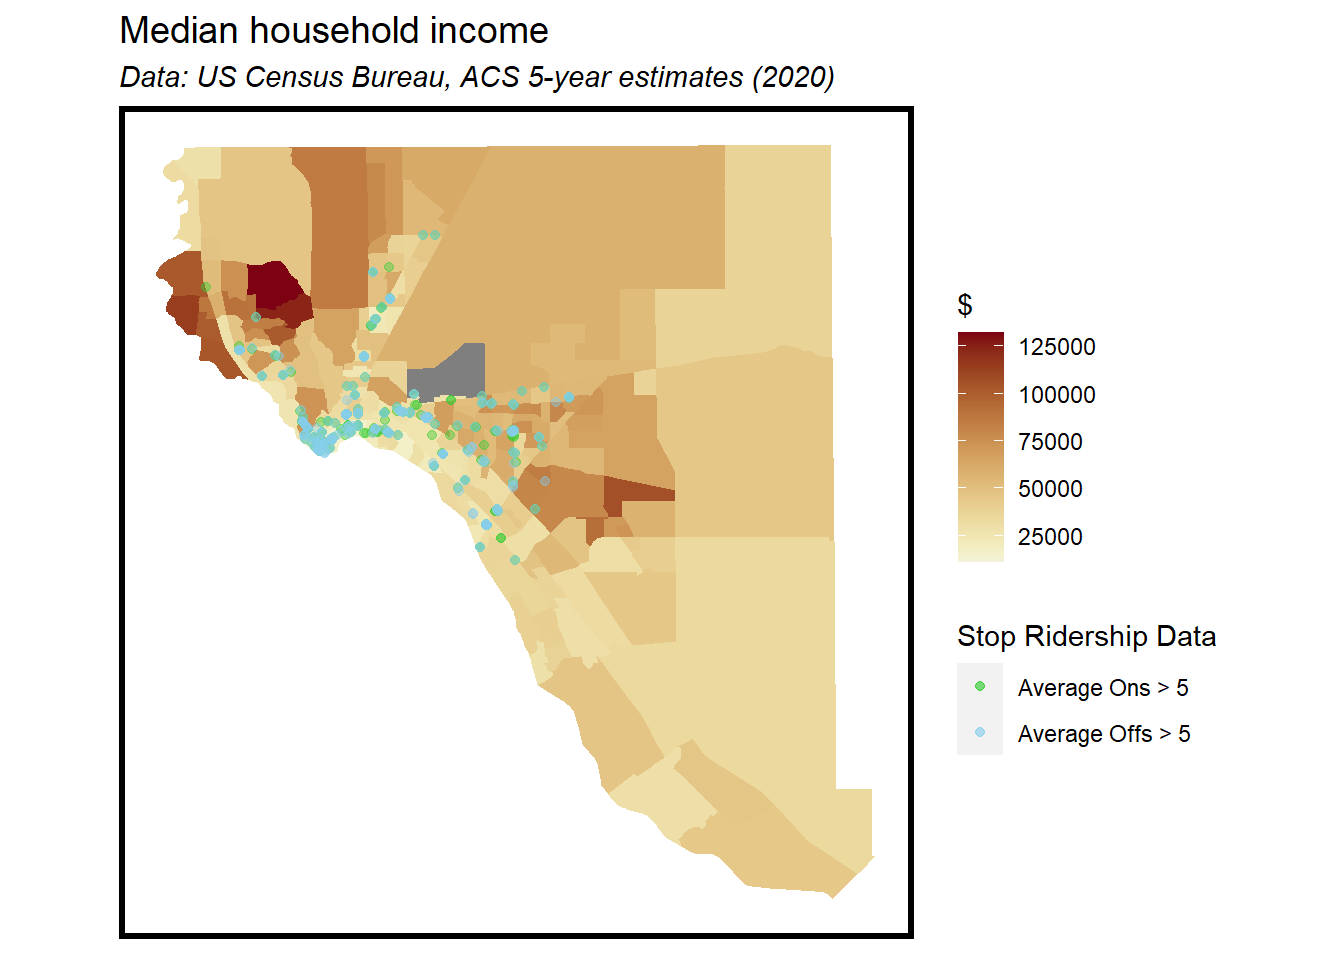 Median household income
Data: US Census Bureau, ACS 5-year estimates (2020)
$
125000
100000
75000
50000
25000
Stop Ridership Data
Average Ons > 5
Average Offs > 5